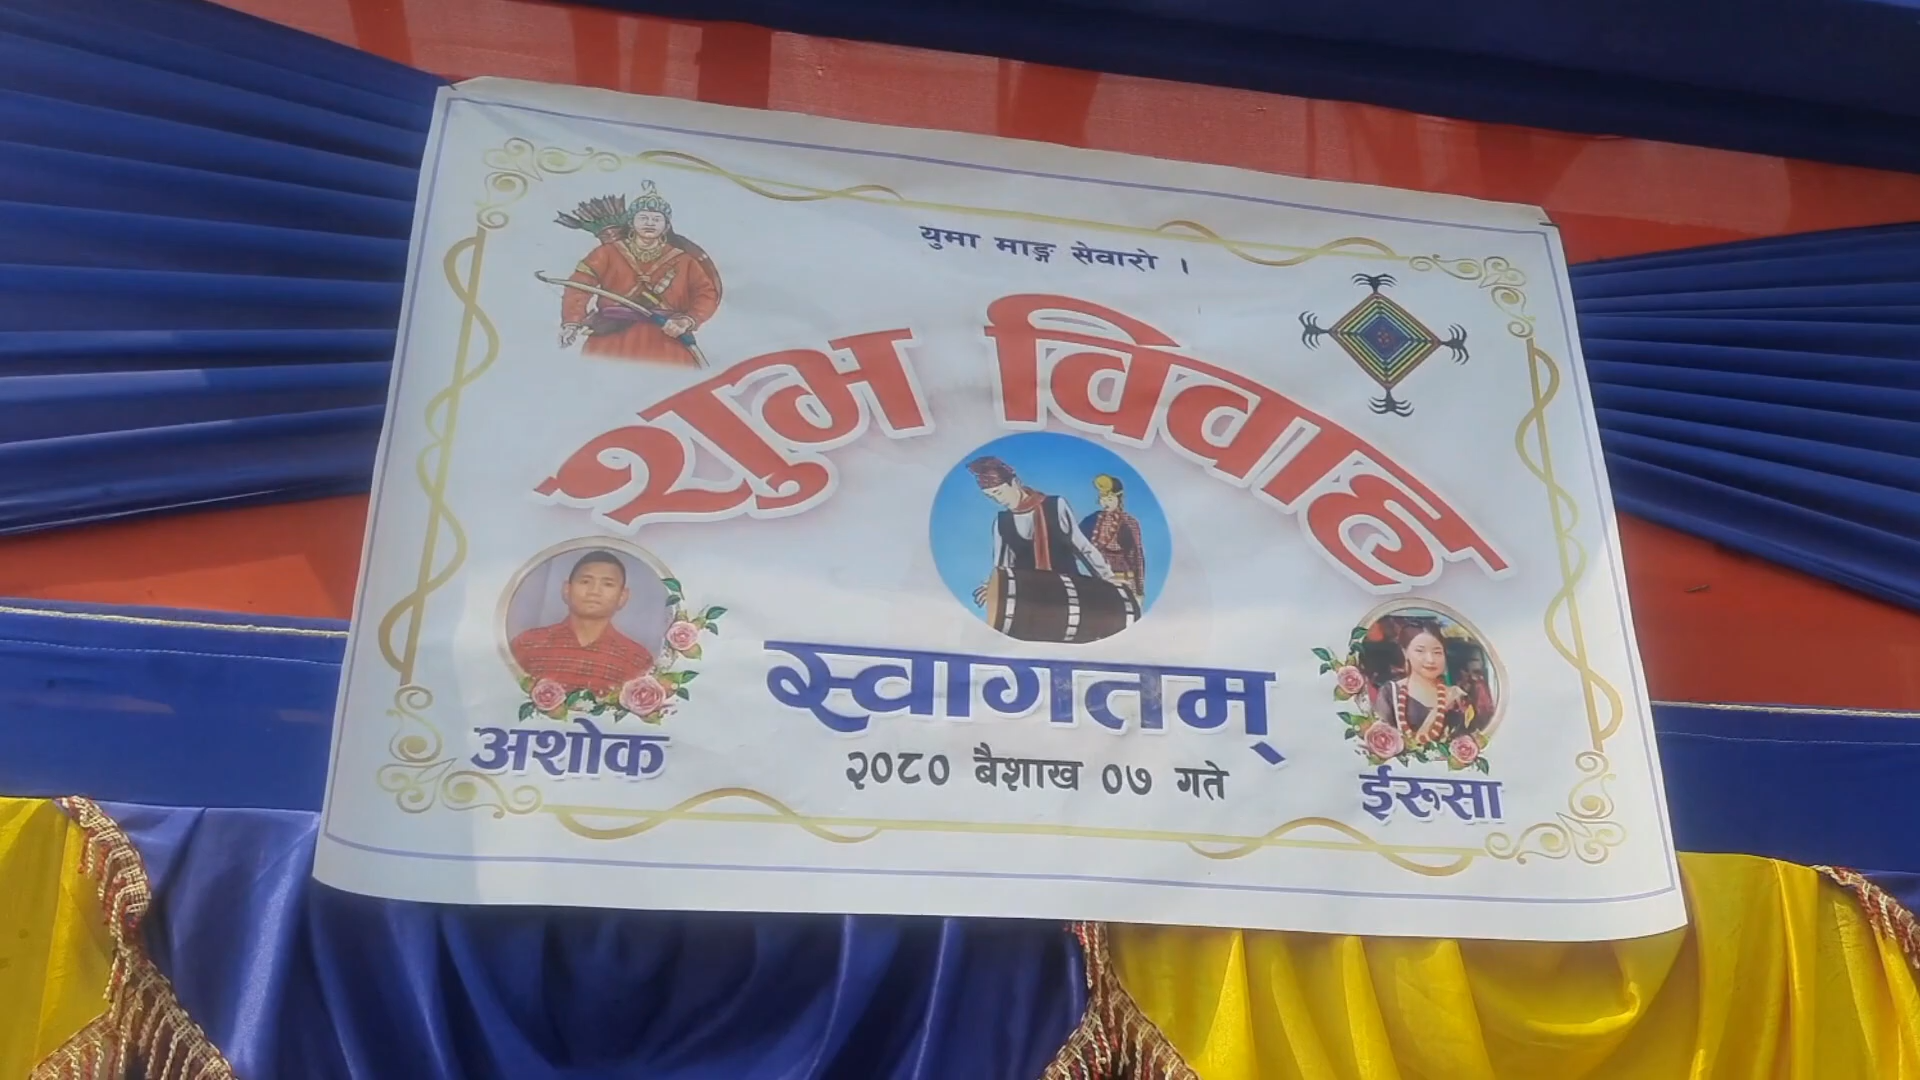 युमा माङ्ग सेवारो ।
शुभ विवाह
स्वागतम्
अशोक
२०८० बैशाख ०७ गते
ईरूसा